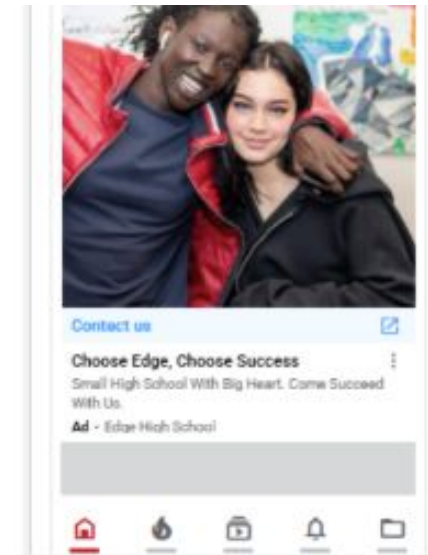 Contact us
Choose Edge, Choose Success
Small High School With Big Heart. Come Succeed
With Us.
Ad - Edge High School